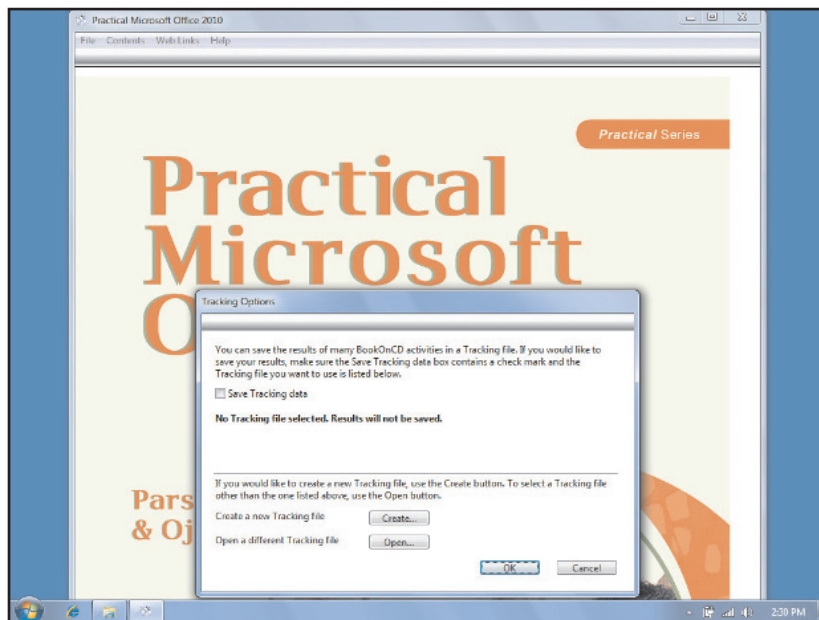 Practical Microsoft Office 2010
File Contents Web Links Help
Practical Series
Practical
Microsoft
O
Tracking Options
You can save the results of many BookOnCD activities in a Tracking file. If you would like to
save your results, make sure the Save Tracking data box contains a check mark and the
Tracking file you want to use is listed below.
Save Tracking data
No Tracking file selected. Results will not be saved.
If you would like to create a new Tracking file, use the Create button. To select a Tracking file
other than the one listed above, use the Open button.
Pars
& Oj
Create a new Tracking file Create...
Open a different Tracking file Open...
OK Cancel
2:30 PM